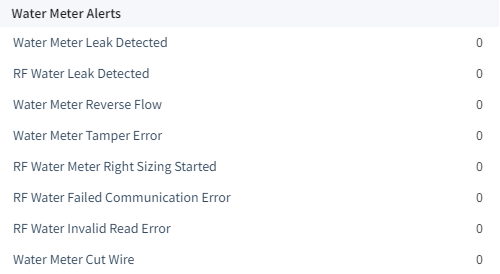 Water Meter Alerts
Water Meter Leak Detected 0
RF Water Leak Detected 0
Water Meter Reverse Flow 0
Water Meter Tamper Error 0
RF Water Meter Right Sizing Started 0
RF Water Failed Communication Error 0
RF Water Invalid Read Error 0
Water Meter Cut Wire 0